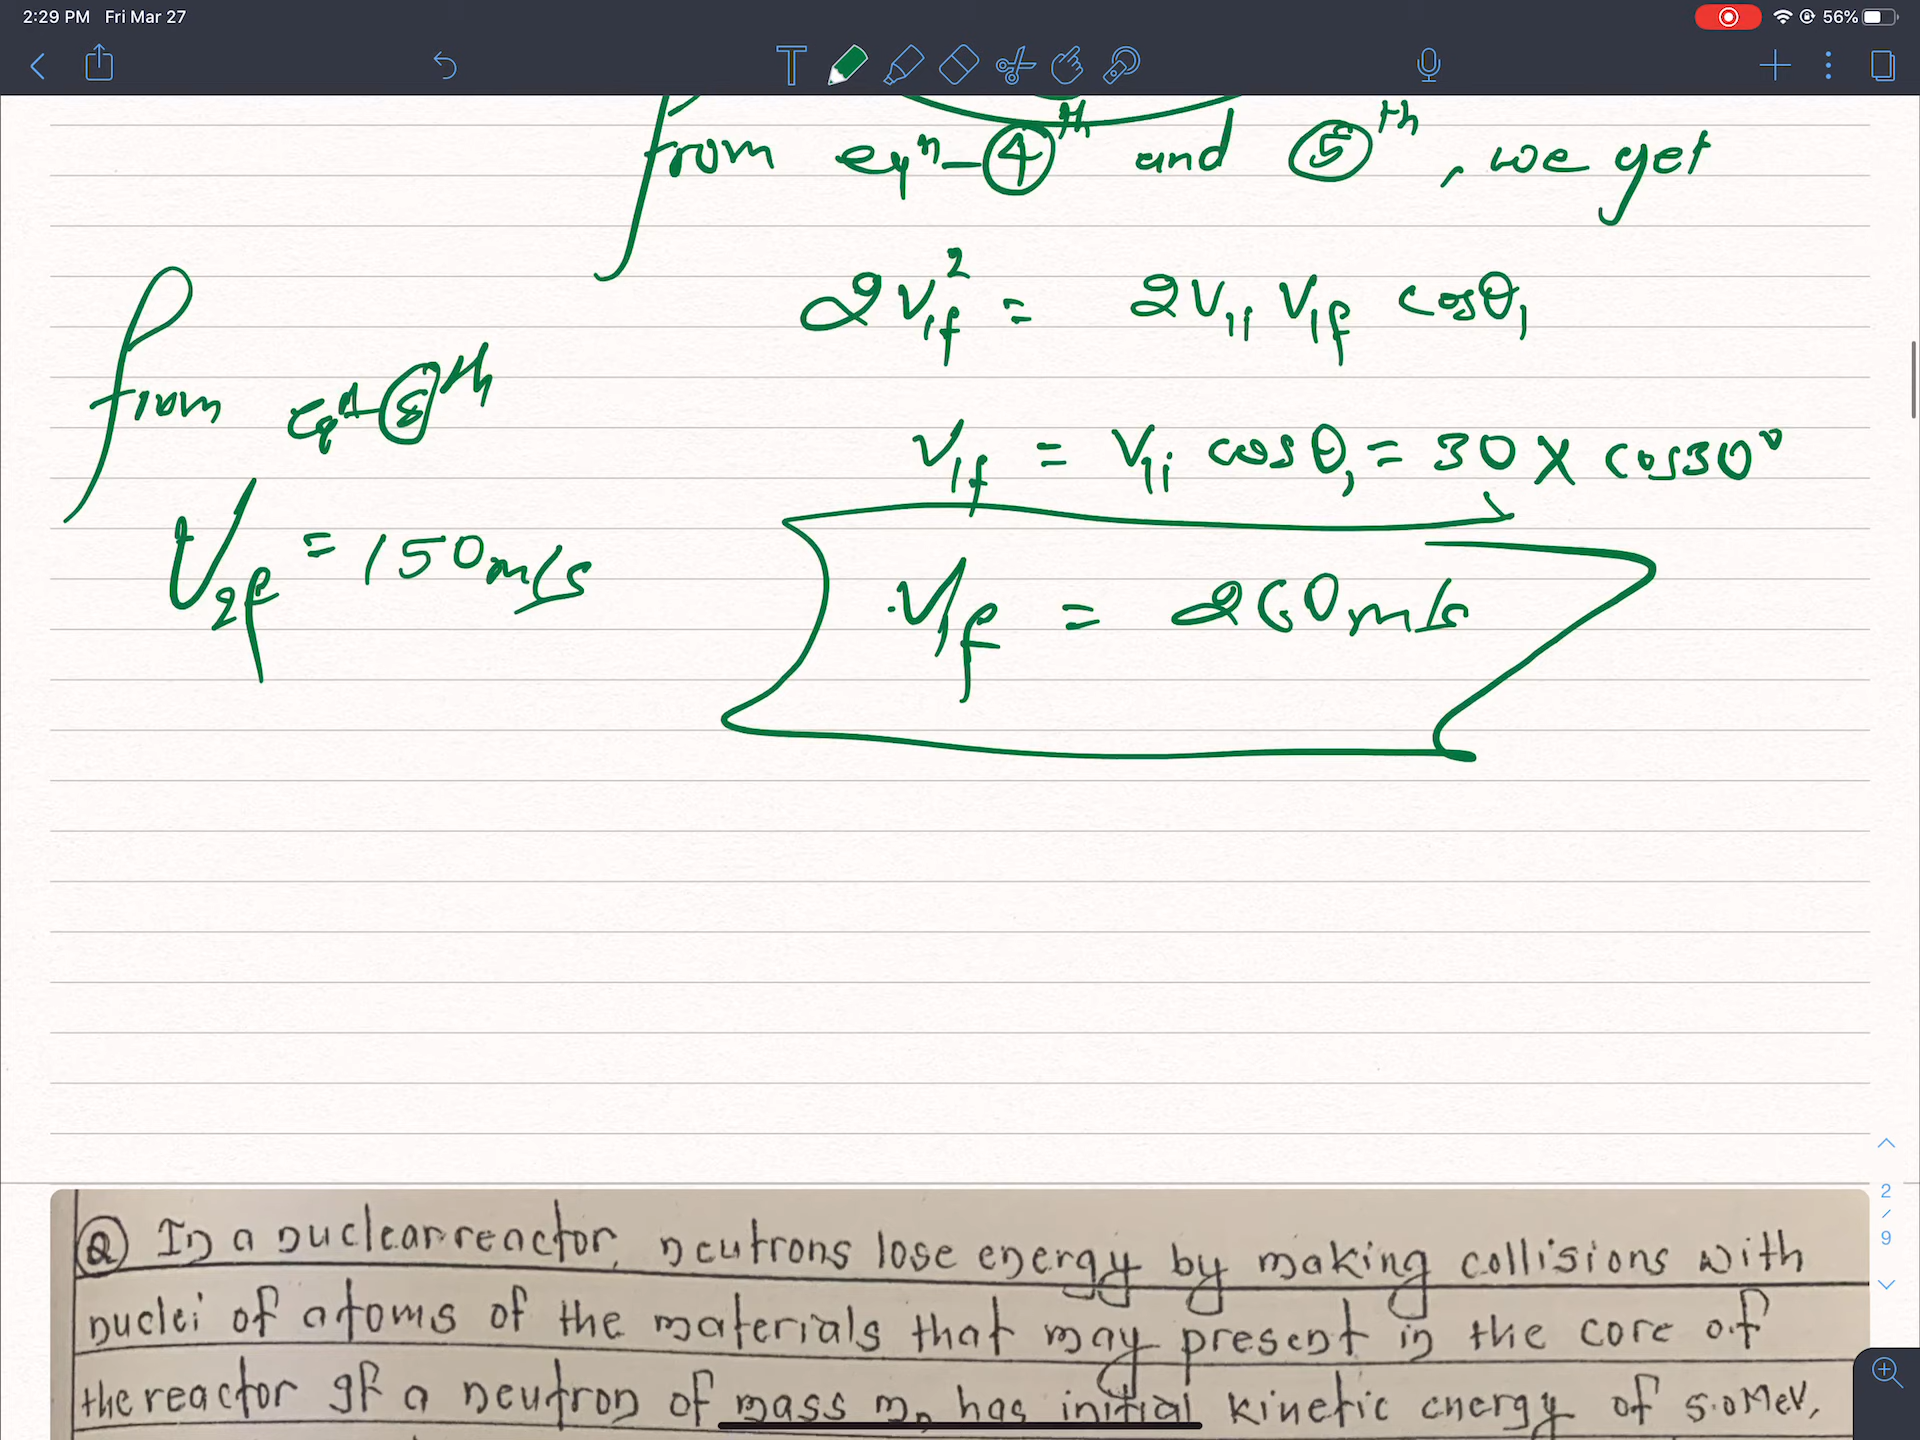 2:29 PM Fri Mar 27
56%
T
from eqⁿ-④ᵗʰ and ⑤ᵗʰ, we get
2V₁f² = 2V₁ᵢ V₁f cosθ₁
from eqⁿ-⑤ᵗʰ
V₁f = V₁ᵢ cosθ₁ = 30 X cos30°
V₂f = 150m/s
V₁f = 260m/s
2
/
9
Q In a nuclear reactor, neutrons lose energy by making collisions with
nuclei of atoms of the materials that may present in the core of
the reactor If a neutron of mass mₙ has initial kinetic energy of 5.0MeV,